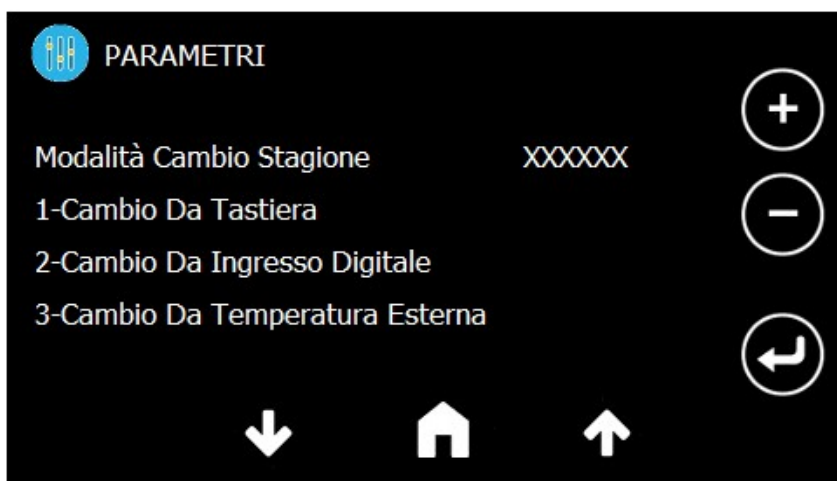 PARAMETRI
Modalità Cambio Stagione XXXXXX
1-Cambio Da Tastiera
2-Cambio Da Ingresso Digitale
3-Cambio Da Temperatura Esterna